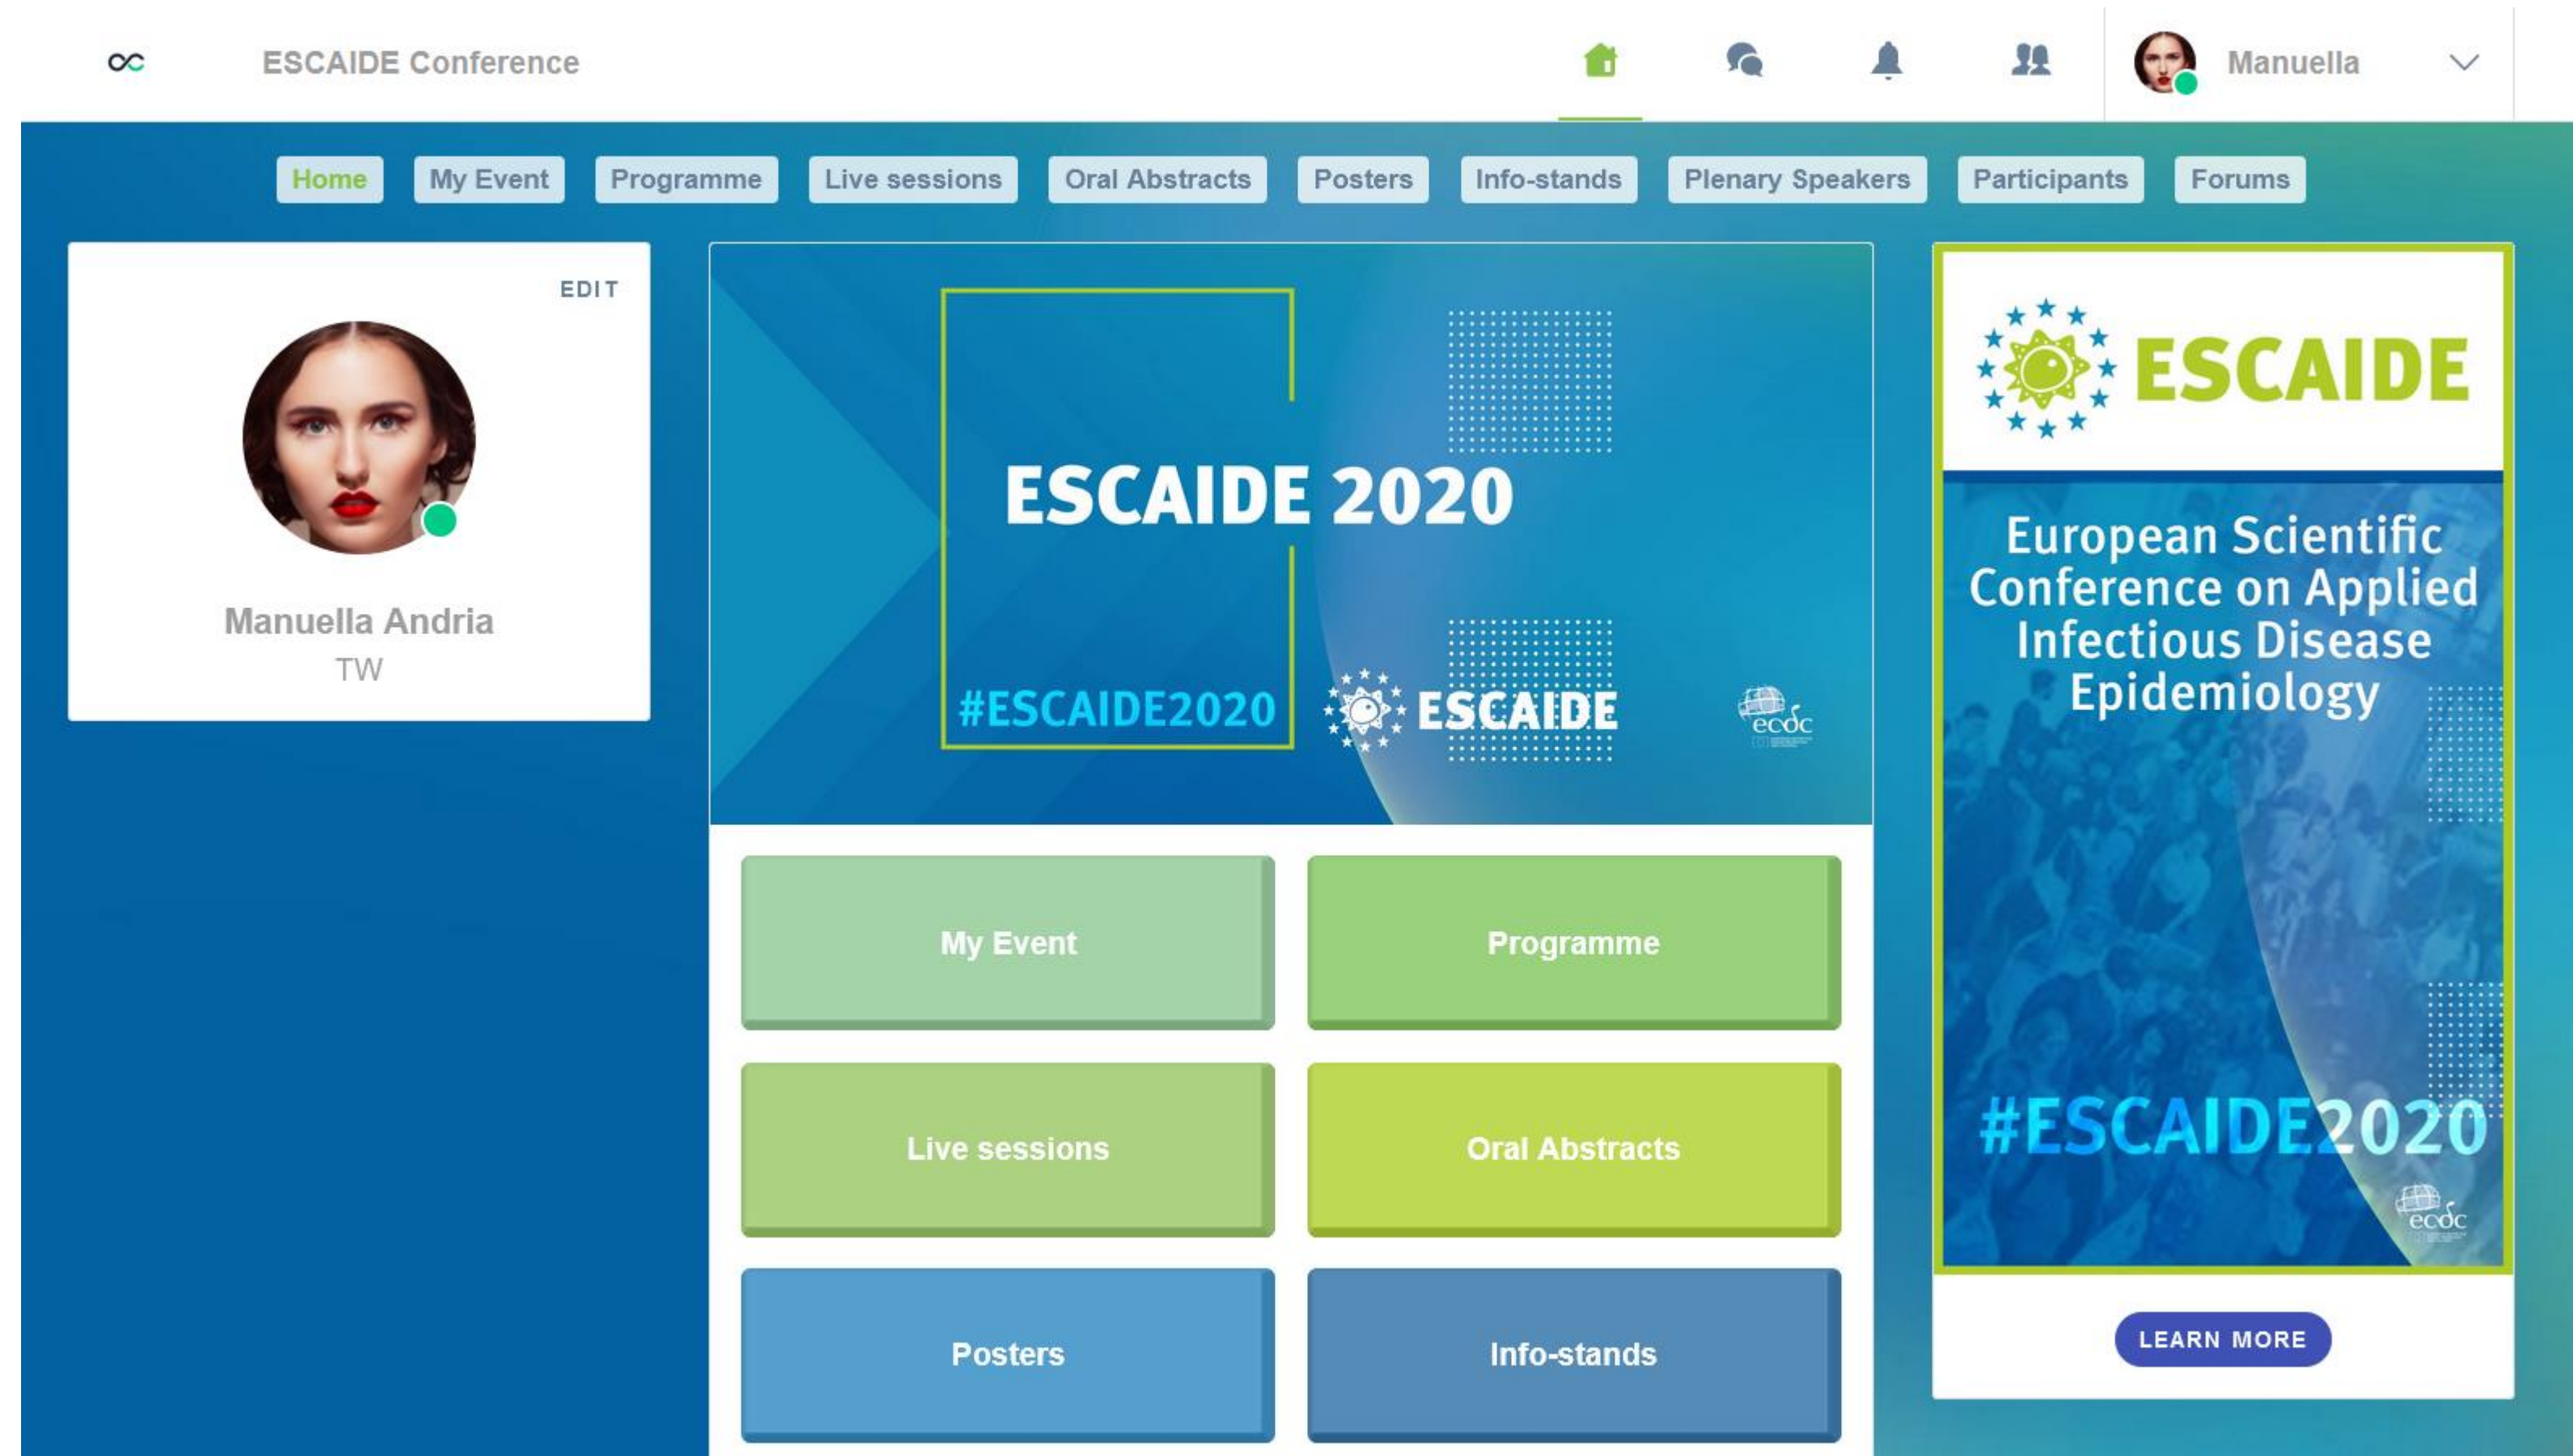 ESCAIDE Conference
Manuella
Home My Event Programme Live sessions Oral Abstracts Posters Info-stands Plenary Speakers Participants Forums
EDIT
Manuella Andria
TW
ESCAIDE 2020
#ESCAIDE2020
ESCAIDE
ecdc
My Event
Programme
Live sessions
Oral Abstracts
Posters
Info-stands
ESCAIDE
European Scientific
Conference on Applied
Infectious Disease
Epidemiology
#ESCAIDE2020
ecdc
LEARN MORE